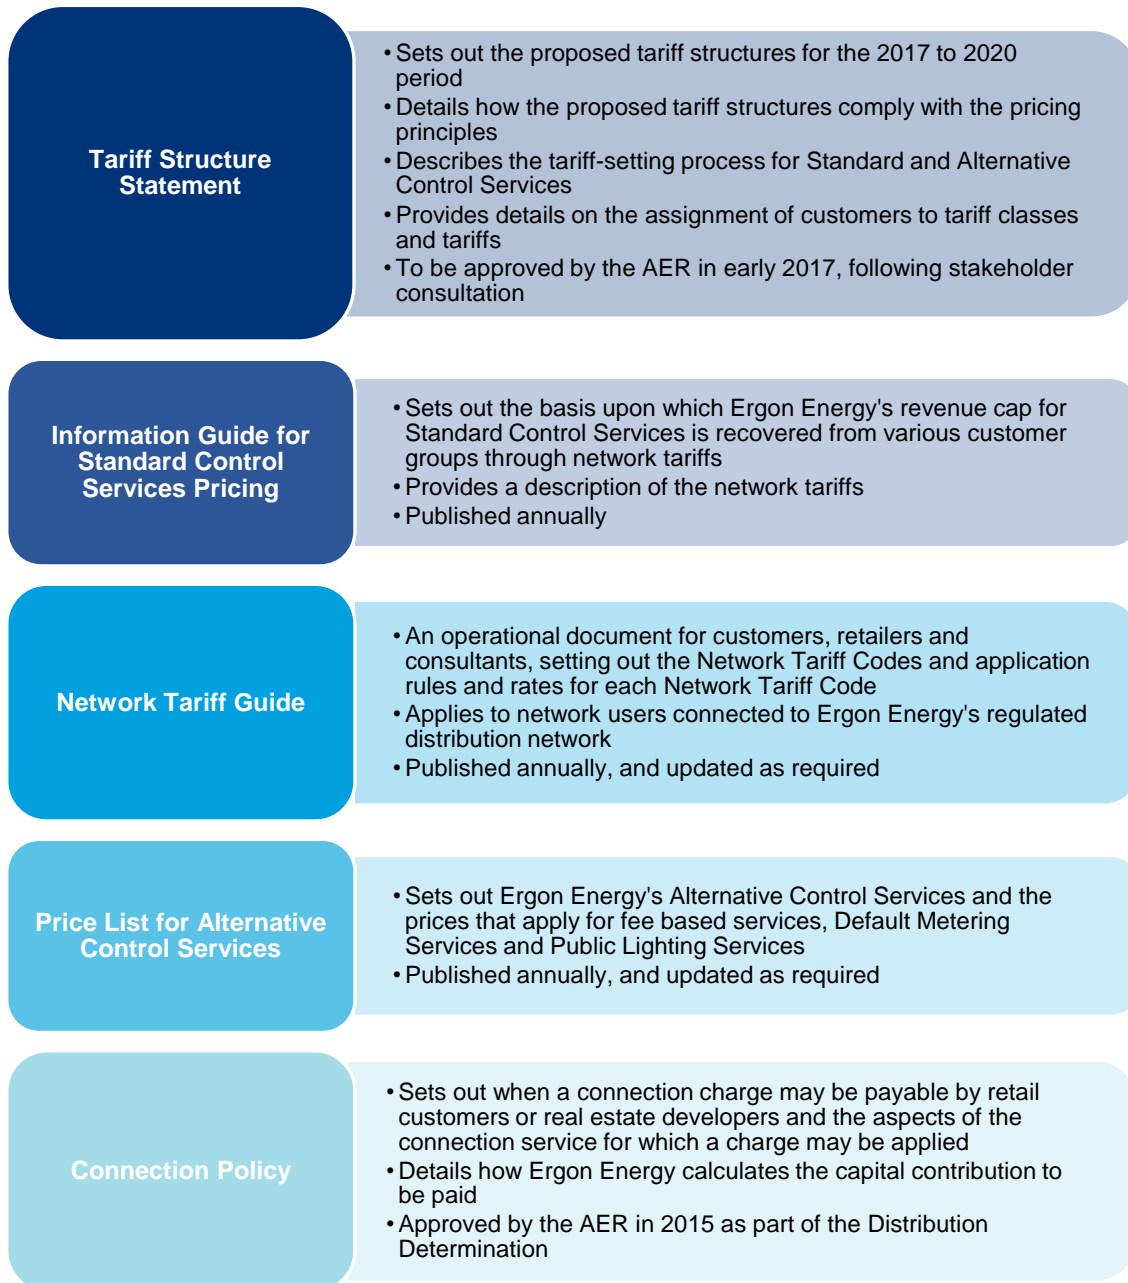 Tariff Structure
Statement
• Sets out the proposed tariff structures for the 2017 to 2020
period
• Details how the proposed tariff structures comply with the pricing
principles
• Describes the tariff-setting process for Standard and Alternative
Control Services
• Provides details on the assignment of customers to tariff classes
and tariffs
• To be approved by the AER in early 2017, following stakeholder
consultation
Information Guide for
Standard Control
Services Pricing
• Sets out the basis upon which Ergon Energy's revenue cap for
Standard Control Services is recovered from various customer
groups through network tariffs
• Provides a description of the network tariffs
• Published annually
Network Tariff Guide
• An operational document for customers, retailers and
consultants, setting out the Network Tariff Codes and application
rules and rates for each Network Tariff Code
• Applies to network users connected to Ergon Energy's regulated
distribution network
• Published annually, and updated as required
Price List for Alternative
Control Services
• Sets out Ergon Energy's Alternative Control Services and the
prices that apply for fee based services, Default Metering
Services and Public Lighting Services
• Published annually, and updated as required
Connection Policy
• Sets out when a connection charge may be payable by retail
customers or real estate developers and the aspects of the
connection service for which a charge may be applied
• Details how Ergon Energy calculates the capital contribution to
be paid
• Approved by the AER in 2015 as part of the Distribution
Determination